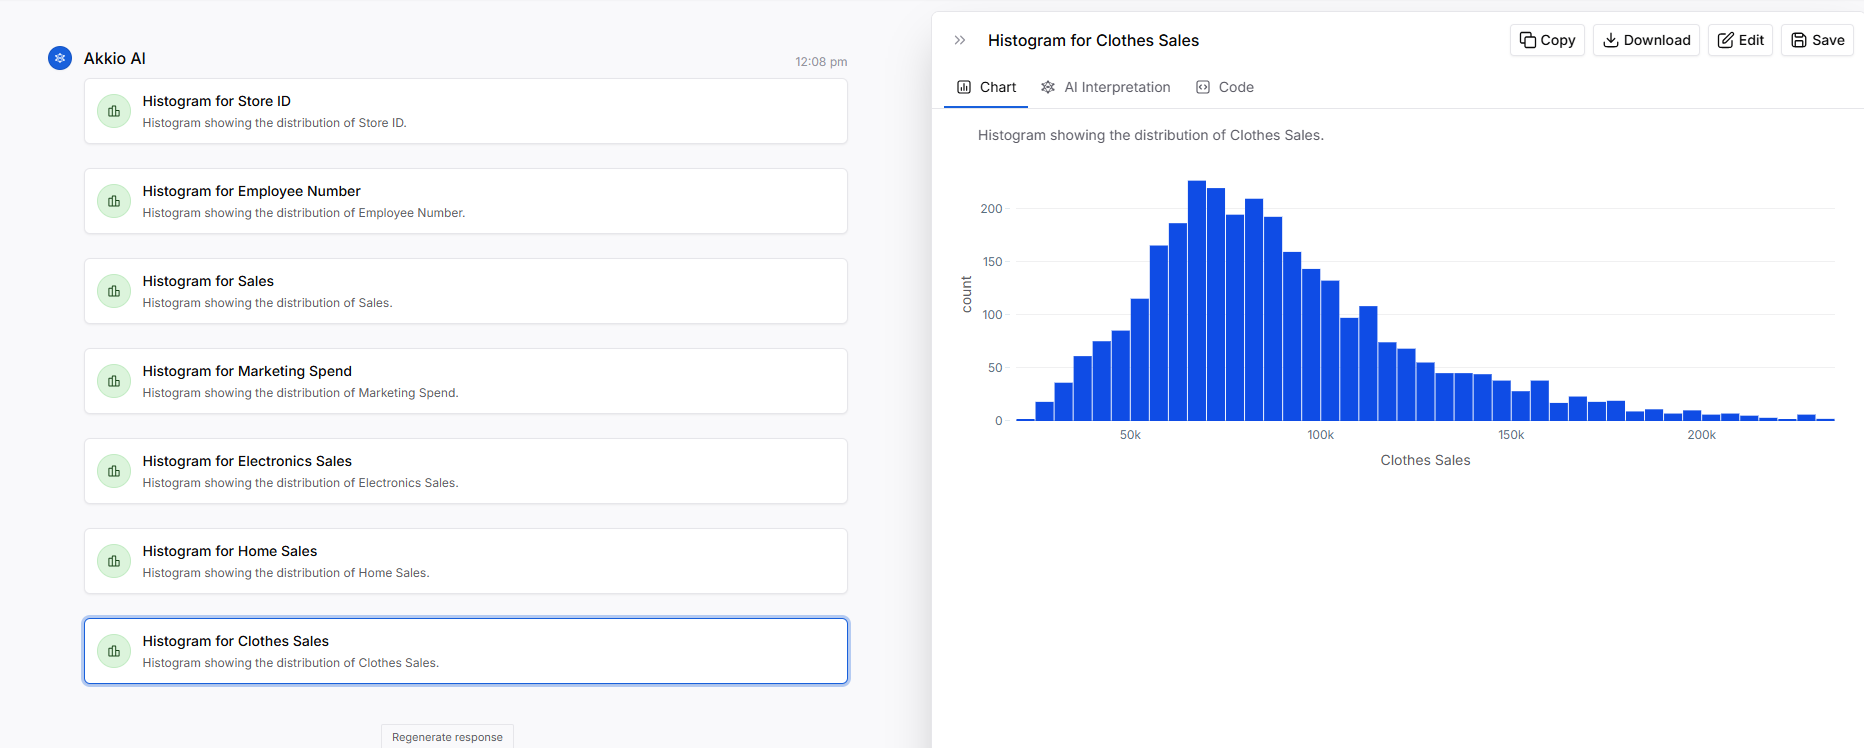 Akkio AI
12:08 pm
Histogram for Store ID
Histogram showing the distribution of Store ID.
Histogram for Employee Number
Histogram showing the distribution of Employee Number.
Histogram for Sales
Histogram showing the distribution of Sales.
Histogram for Marketing Spend
Histogram showing the distribution of Marketing Spend.
Histogram for Electronics Sales
Histogram showing the distribution of Electronics Sales.
Histogram for Home Sales
Histogram showing the distribution of Home Sales.
Histogram for Clothes Sales
Histogram showing the distribution of Clothes Sales.
Regenerate response
Histogram for Clothes Sales
Copy Download Edit Save
Chart AI Interpretation Code
Histogram showing the distribution of Clothes Sales.
count
200
150
100
50
0
50k 100k 150k 200k
Clothes Sales